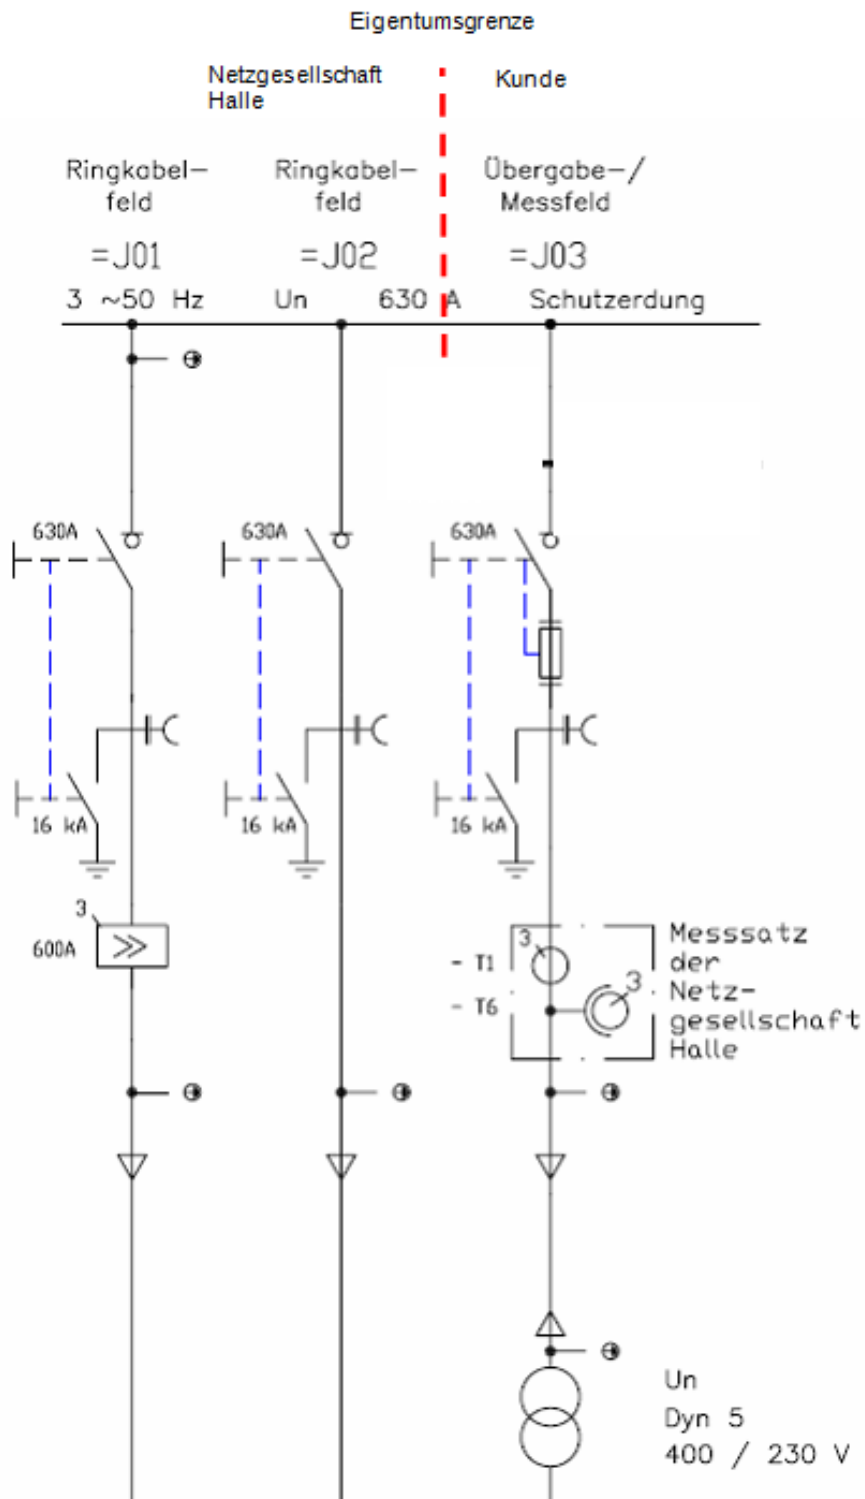 Eigentumsgrenze
Netzgesellschaft
Halle
Kunde
Ringkabel-
feld
=J01
Ringkabel-
feld
=J02
Übergabe-/
Messfeld
=J03
3 ~50 Hz
Un
630 A
Schutzerdung
630A
630A
630A
16 kA
16 kA
16 kA
3
600A
- T1
- T6
3
3
Messsatz
der
Netz-
gesellschaft
Halle
Un
Dyn 5
400 / 230 V